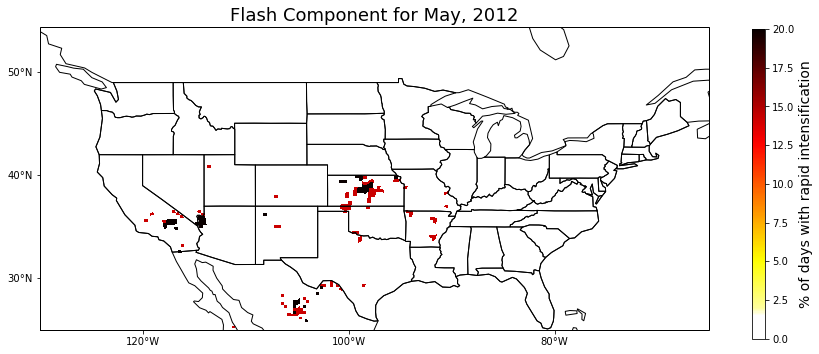 Flash Component for May, 2012
50°N
40°N
30°N
120°W
100°W
80°W
20.0
17.5
15.0
12.5
10.0
7.5
5.0
2.5
0.0
% of days with rapid intensification